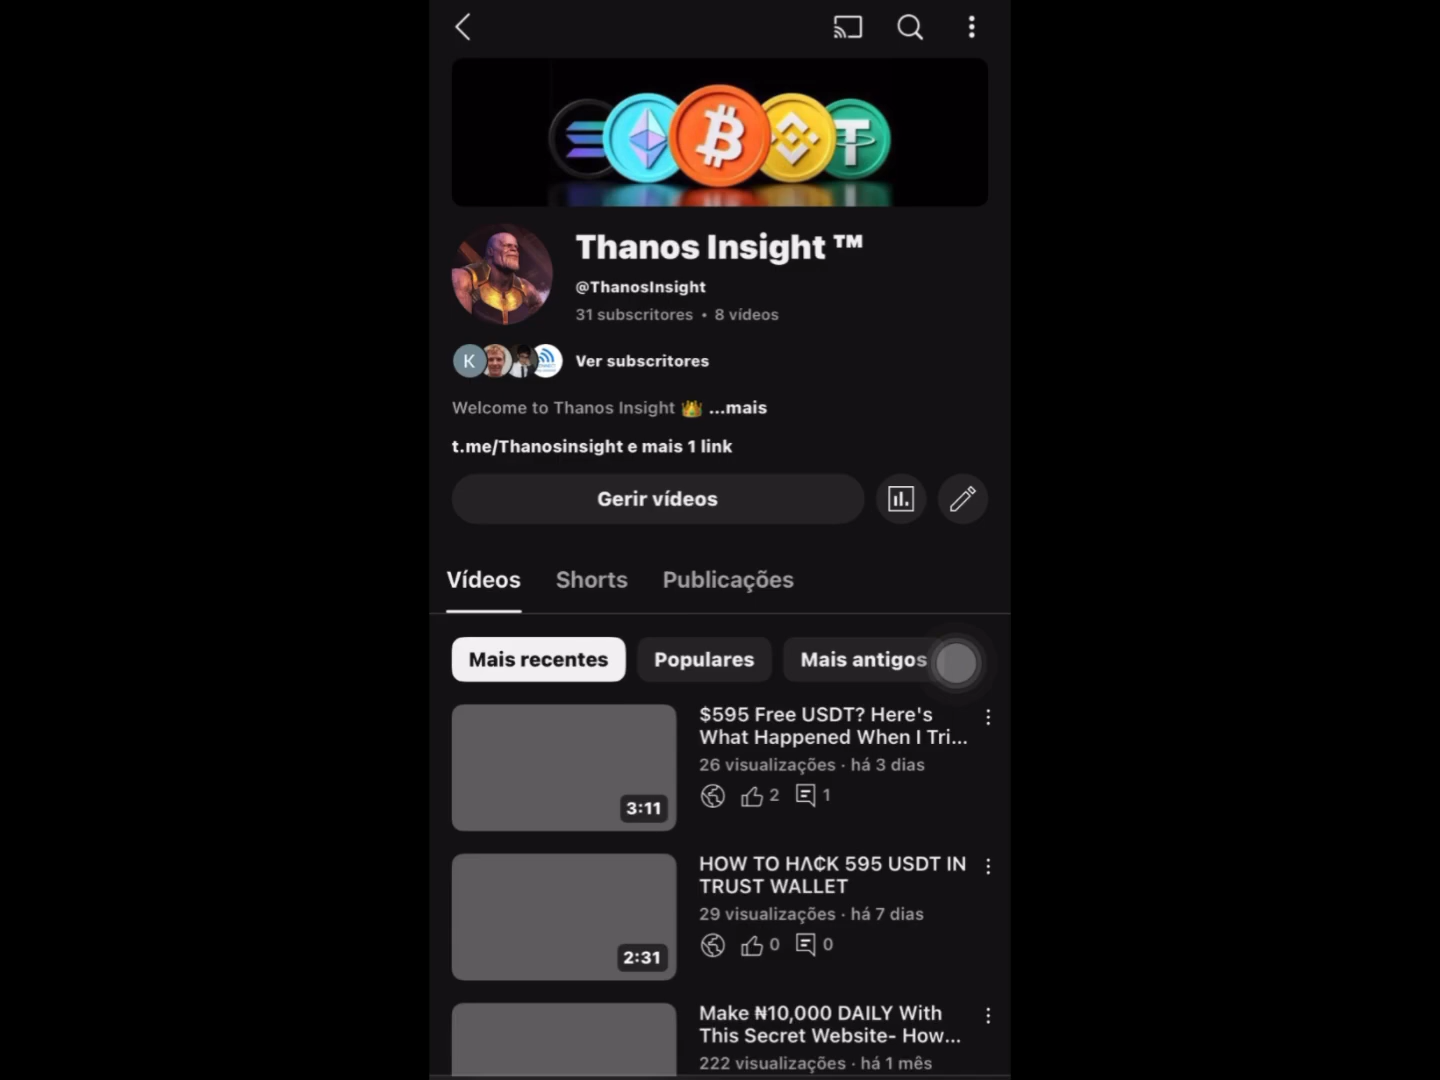 Thanos Insight ™
@ThanosInsight
31 subscritores • 8 vídeos
K
Ver subscritores
Welcome to Thanos Insight 👑 ...mais
t.me/Thanosinsight e mais 1 link
Gerir vídeos
Vídeos Shorts Publicações
Mais recentes Populares Mais antigos
$595 Free USDT? Here's
What Happened When I Tri...
26 visualizações · há 3 dias
2 1
3:11
HOW TO HɅ₵K 595 USDT IN
TRUST WALLET
29 visualizações · há 7 dias
0 0
2:31
Make ₦10,000 DAILY With
This Secret Website- How...
222 visualizações · há 1 mês